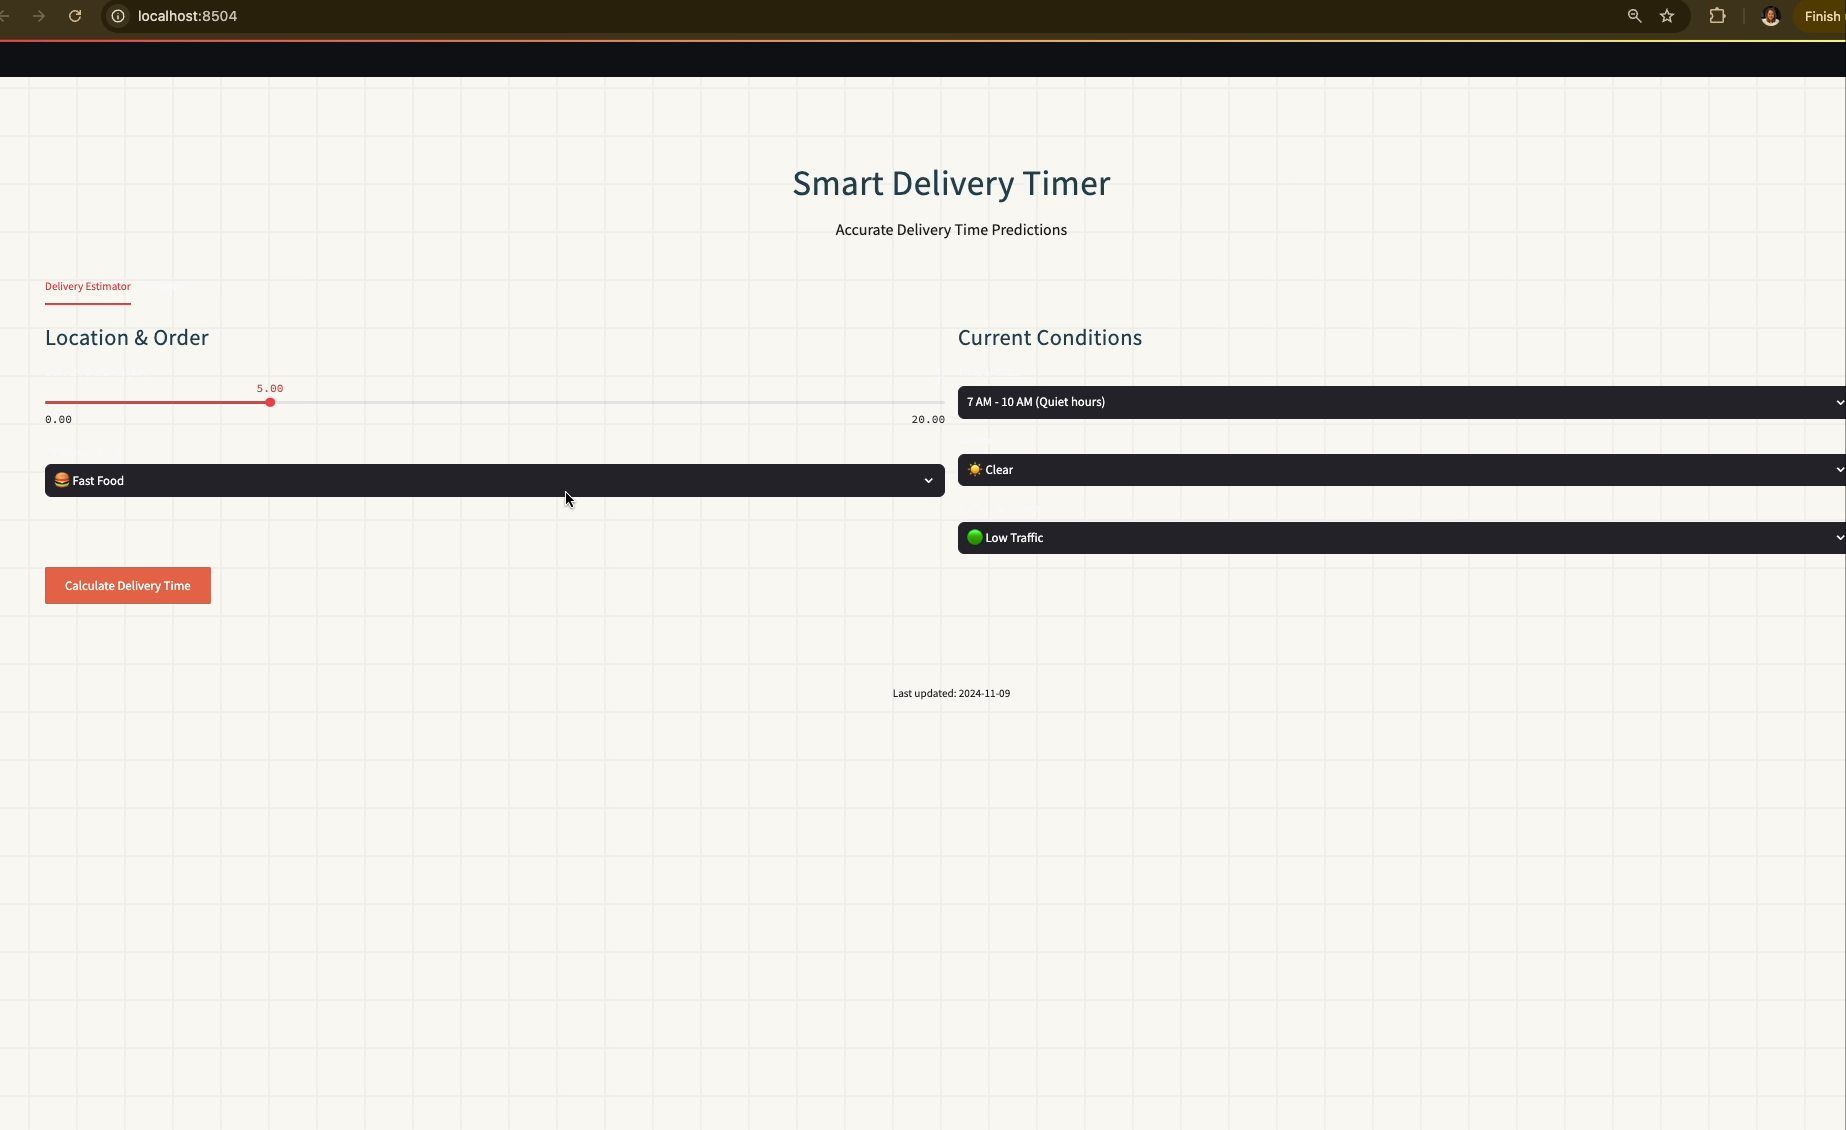 localhost:8504
Finish
Smart Delivery Timer
Accurate Delivery Time Predictions
Delivery Estimator
Location & Order
5.00
0.00
20.00
Fast Food
Calculate Delivery Time
Current Conditions
7 AM - 10 AM (Quiet hours)
Clear
Low Traffic
Last updated: 2024-11-09